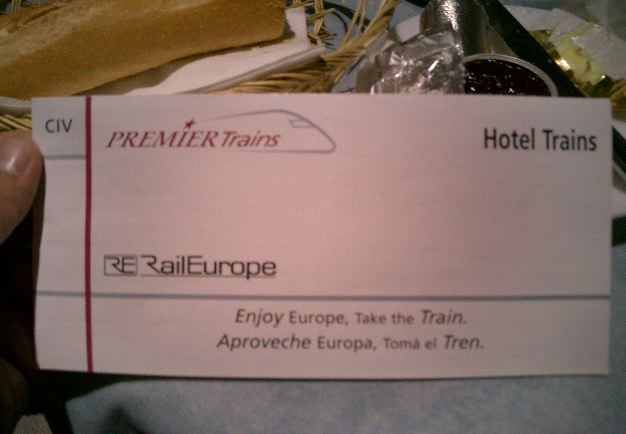 CIV
PREMIER Trains
Hotel Trains
RE RailEurope
Enjoy Europe, Take the Train.
Aproveche Europa, Tomá el Tren.